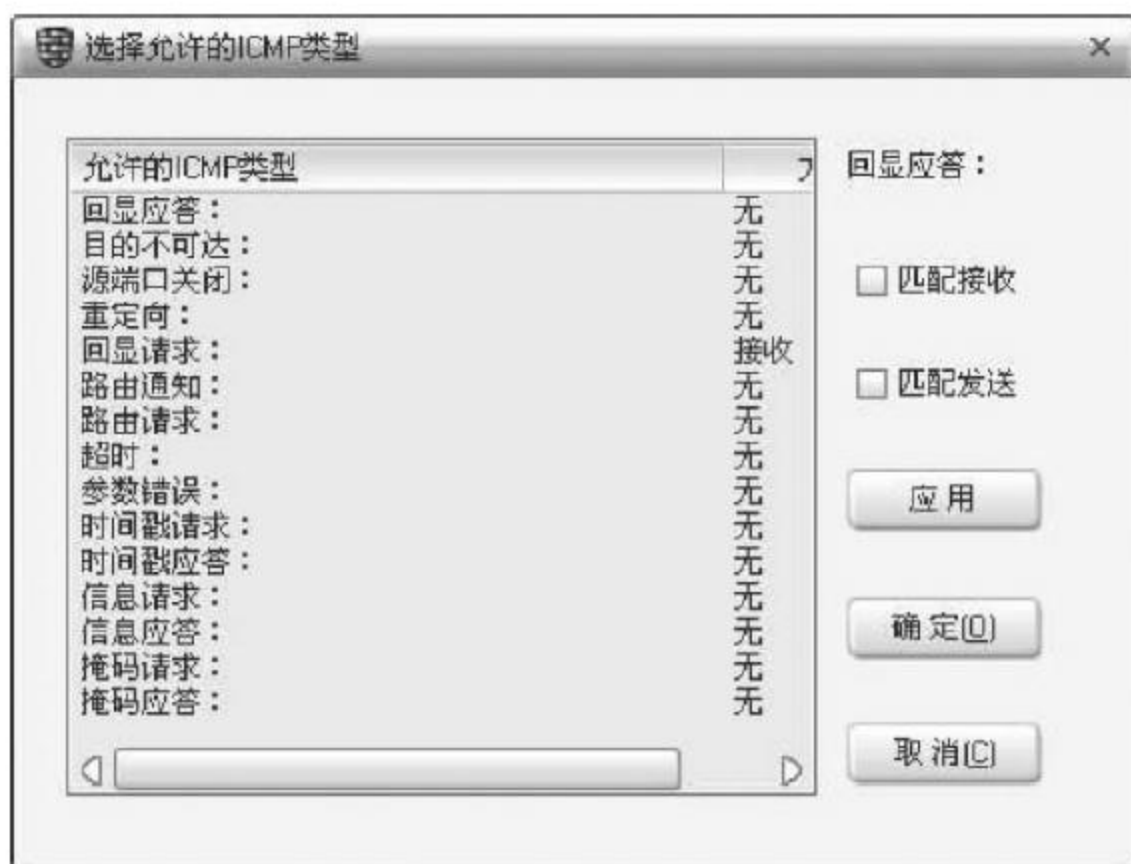 选择允许的ICMP类型
允许的ICMP类型
回显应答： 无
目的不可达： 无
源端口关闭： 无
重定向： 无
回显请求： 接收
路由通知： 无
路由请求： 无
超时： 无
参数错误： 无
时间戳请求： 无
时间戳应答： 无
信息请求： 无
信息应答： 无
掩码请求： 无
掩码应答： 无
回显应答：
匹配接收
匹配发送
应用
确定(O)
取消(C)